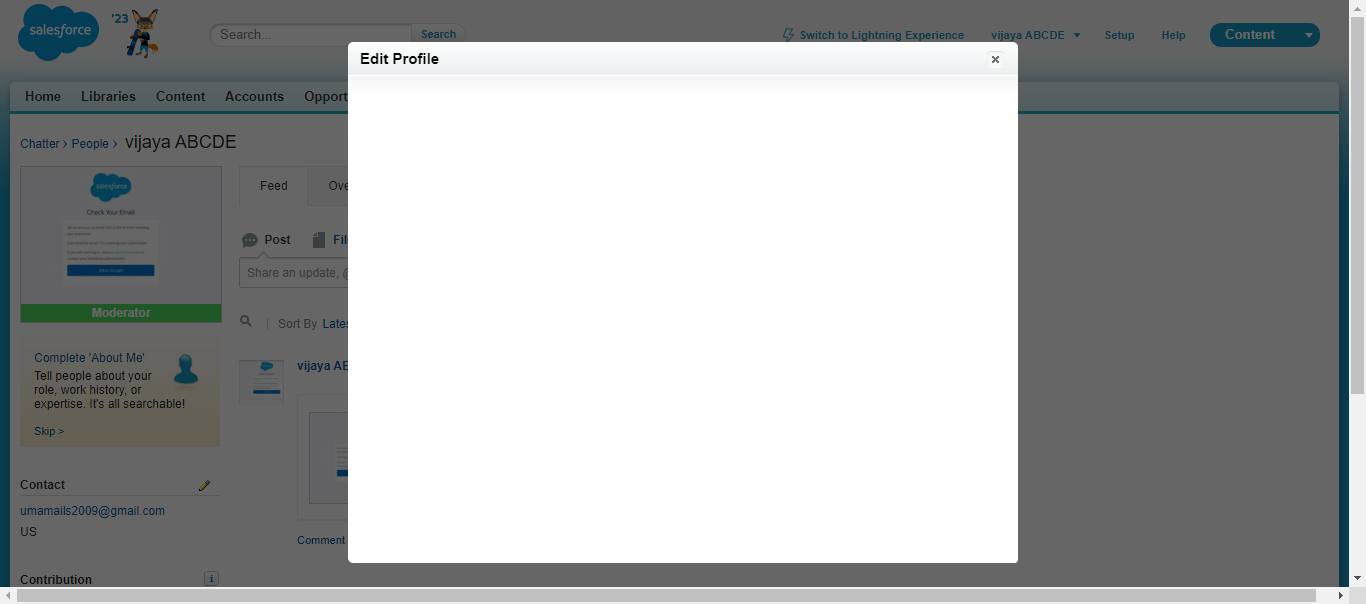 salesforce
'23
Search...
Search
Switch to Lightning Experience
vijaya ABCDE
Setup
Help
Content
Edit Profile
Home
Libraries
Content
Accounts
Opport
Chatter › People › vijaya ABCDE
Feed
Ove
salesforce
Check Your Email
Moderator
Post
Fil
Share an update, @
Sort By Lates
Complete 'About Me'
Tell people about your
role, work history, or
expertise. It's all searchable!
Skip >
vijaya AB
Contact
umamails2009@gmail.com
US
Comment
Contribution
i